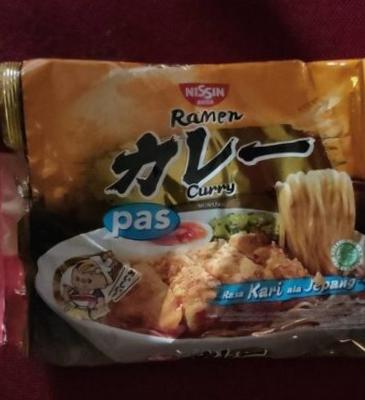 NISSIN
Ramen
カレー
Curry
pas
Rasa Kari ala Jepang